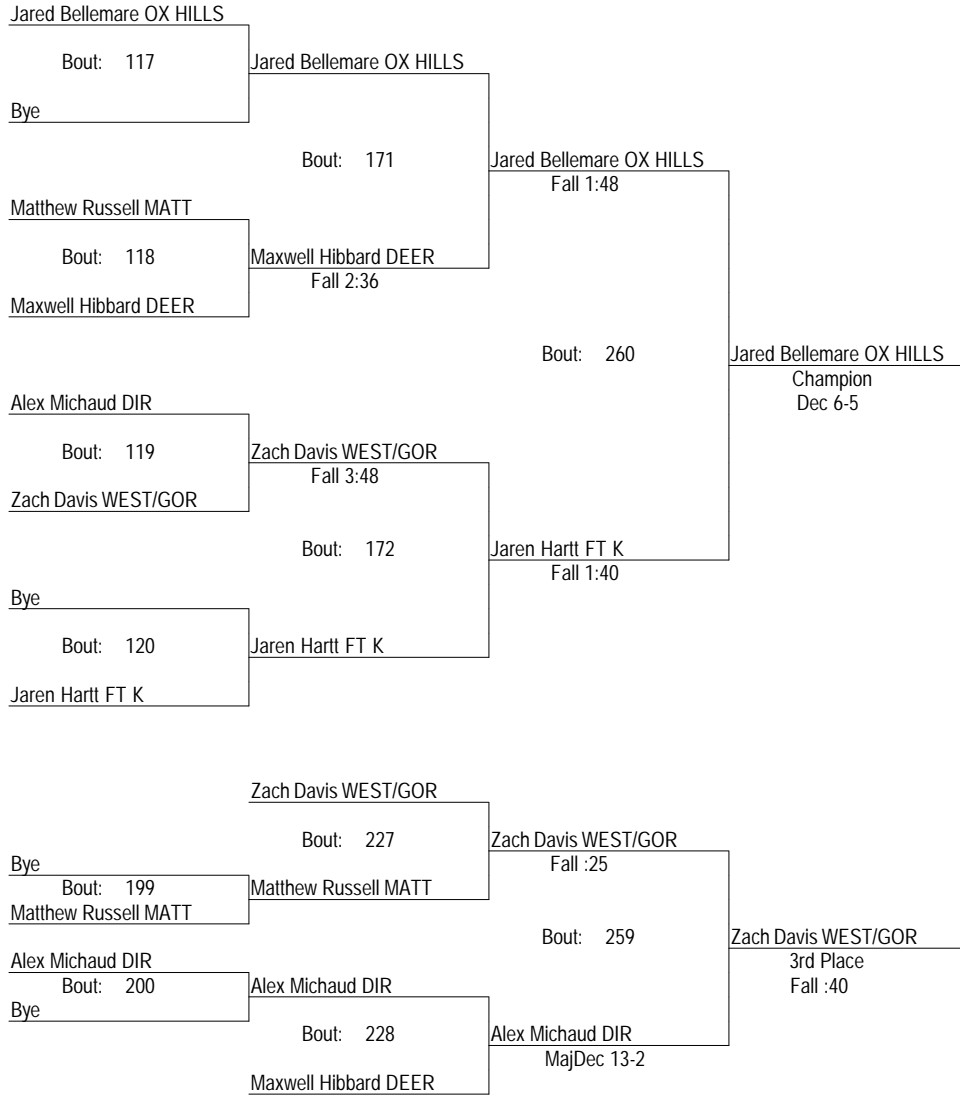 Jared Bellemare OX HILLS
Bout: 117 Jared Bellemare OX HILLS
Bye
Bout: 171 Jared Bellemare OX HILLS
Fall 1:48
Matthew Russell MATT
Bout: 118 Maxwell Hibbard DEER
Fall 2:36
Maxwell Hibbard DEER
Bout: 260 Jared Bellemare OX HILLS
Champion
Dec 6-5
Alex Michaud DIR
Bout: 119 Zach Davis WEST/GOR
Fall 3:48
Zach Davis WEST/GOR
Bout: 172 Jaren Hartt FT K
Fall 1:40
Bye
Bout: 120 Jaren Hartt FT K
Jaren Hartt FT K
Zach Davis WEST/GOR
Bout: 227 Zach Davis WEST/GOR
Fall :25
Bye
Bout: 199 Matthew Russell MATT
Matthew Russell MATT
Bout: 259 Zach Davis WEST/GOR
3rd Place
Fall :40
Alex Michaud DIR
Bout: 200 Alex Michaud DIR
Bye
Bout: 228 Alex Michaud DIR
MajDec 13-2
Maxwell Hibbard DEER